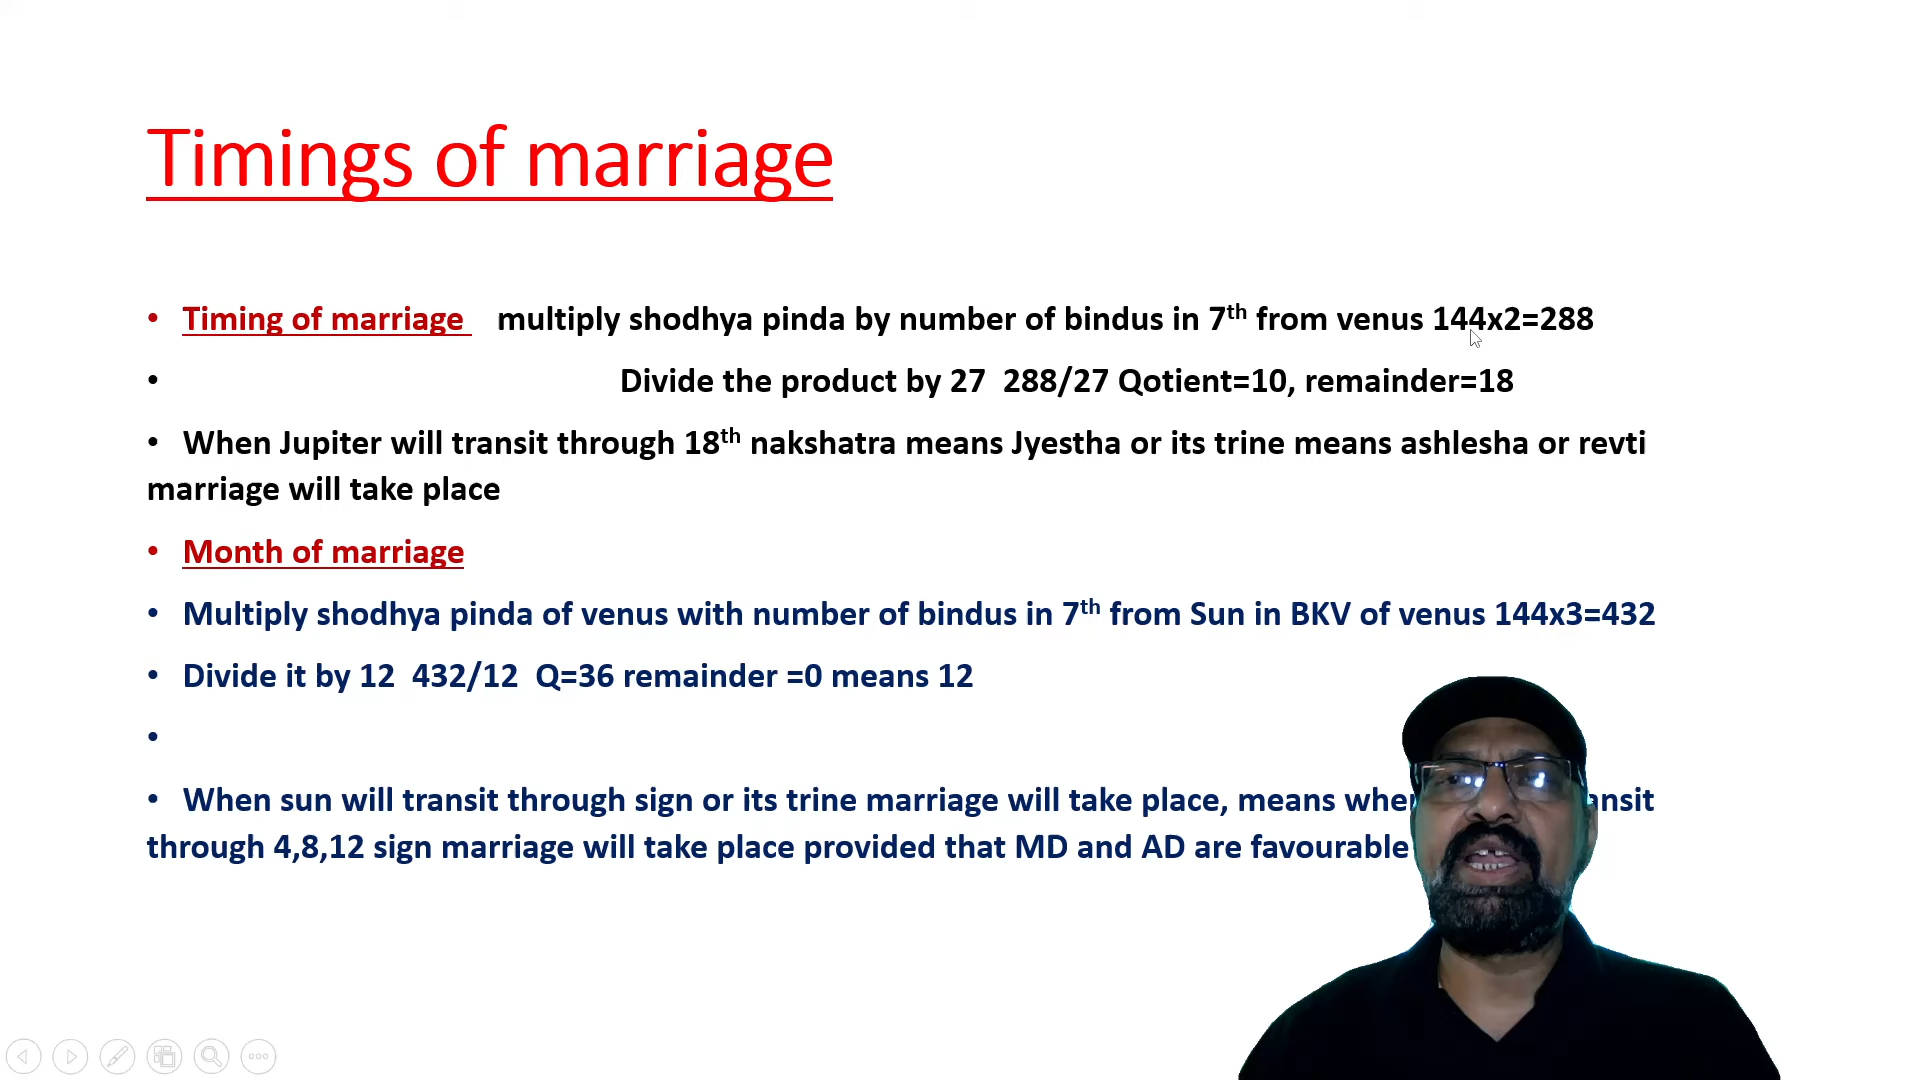 Timings of marriage
• Timing of marriage multiply shodhya pinda by number of bindus in 7th from venus 144x2=288
• Divide the product by 27 288/27 Qotient=10, remainder=18
• When Jupiter will transit through 18th nakshatra means Jyestha or its trine means ashlesha or revti
marriage will take place
• Month of marriage
• Multiply shodhya pinda of venus with number of bindus in 7th from Sun in BKV of venus 144x3=432
• Divide it by 12 432/12 Q=36 remainder =0 means 12
•
• When sun will transit through sign or its trine marriage will take place, means
through 4,8,12 sign marriage will take place provided that MD and AD are favourable